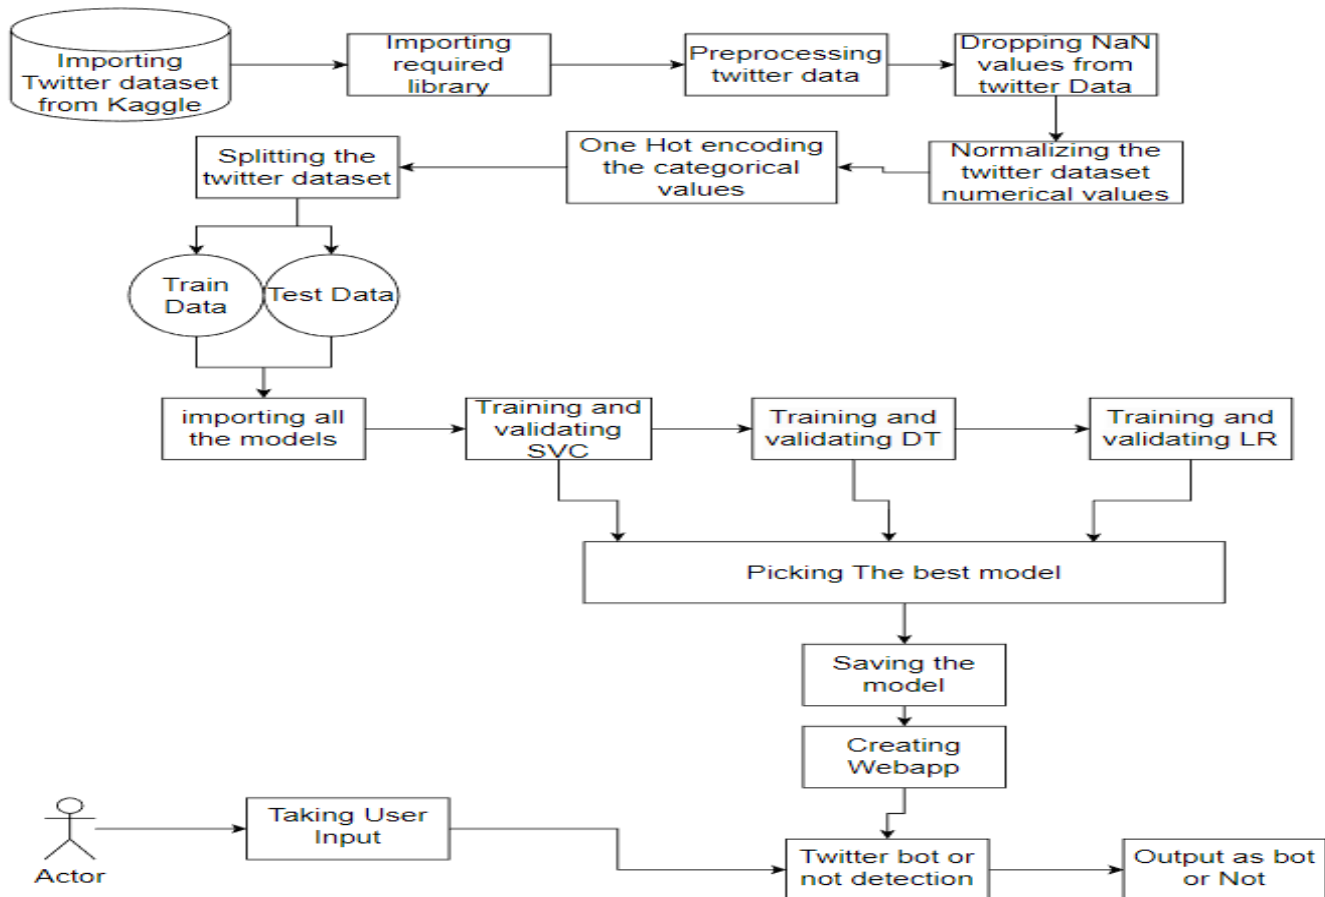 Importing
Twitter dataset
from Kaggle
Importing
required
library
Preprocessing
twitter data
Dropping NaN
values from
twitter Data
Normalizing the
twitter dataset
numerical values
One Hot encoding
the categorical
values
Splitting the
twitter dataset
Train
Data
Test Data
importing all
the models
Training and
validating
SVC
Training and
validating DT
Training and
validating LR
Picking The best model
Saving the
model
Creating
Webapp
Actor
Taking User
Input
Twitter bot or
not detection
Output as bot
or Not